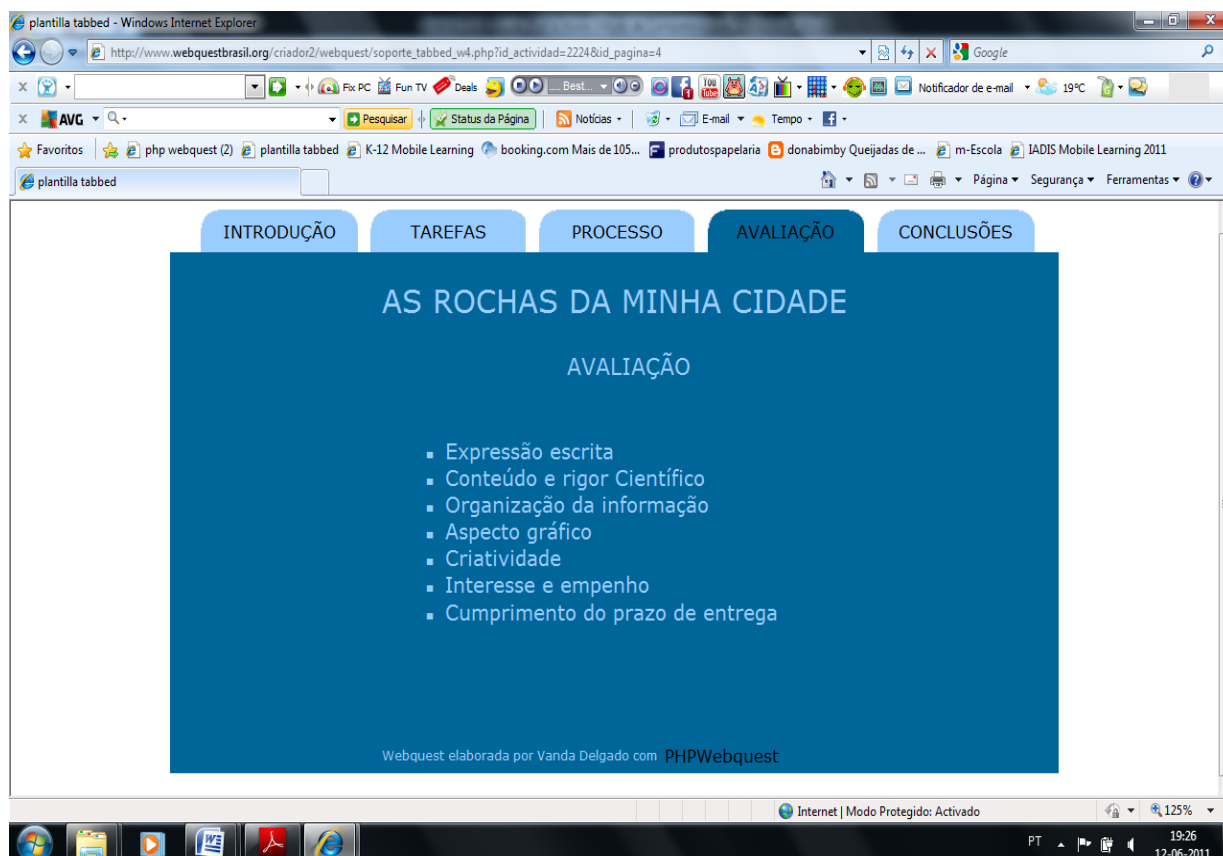 plantilla tabbed - Windows Internet Explorer
http://www.webquestbrasil.org/criador2/webquest/soporte_tabbed_w4.php?id_actividad=2224&id_pagina=4
Google
Fix PC Fun TV Deals Best... Notificador de e-mail 19ºC
AVG Pesquisar Status da Página Notícias E-mail Tempo
Favoritos php webquest (2) plantilla tabbed K-12 Mobile Learning booking.com Mais de 105... produtospapelaria donabimby Queijadas de ... m-Escola IADIS Mobile Learning 2011
plantilla tabbed Página Segurança Ferramentas
INTRODUÇÃO TAREFAS PROCESSO AVALIAÇÃO CONCLUSÕES
AS ROCHAS DA MINHA CIDADE
AVALIAÇÃO
Expressão escrita
Conteúdo e rigor Científico
Organização da informação
Aspecto gráfico
Criatividade
Interesse e empenho
Cumprimento do prazo de entrega
Webquest elaborada por Vanda Delgado com PHPWebquest
Internet | Modo Protegido: Activado 125%
PT 19:26
12-06-2011